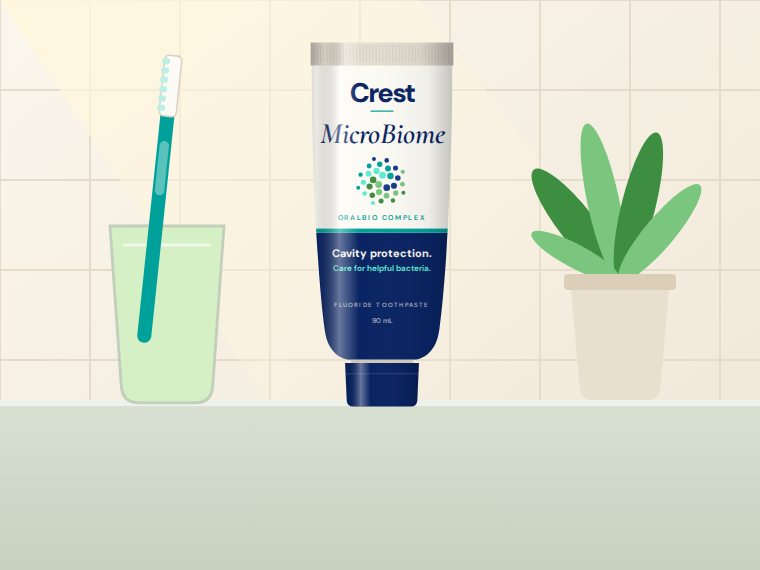 Crest
MicroBiome
ORALBIO COMPLEX
Cavity protection.
Care for helpful bacteria.
FLUORIDE TOOTHPASTE
90 mL